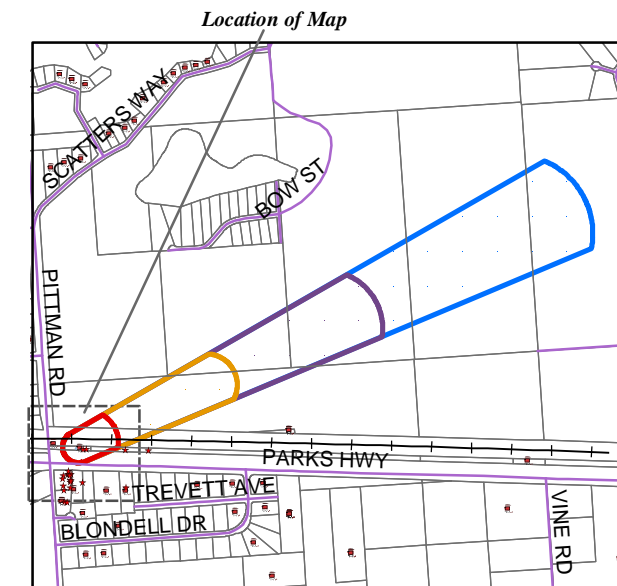 Location of Map
SCATTERS WAY
BOW ST
PITTMAN RD
PARKS HWY
TREVETT AVE
BLONDELL DR
VINE RD